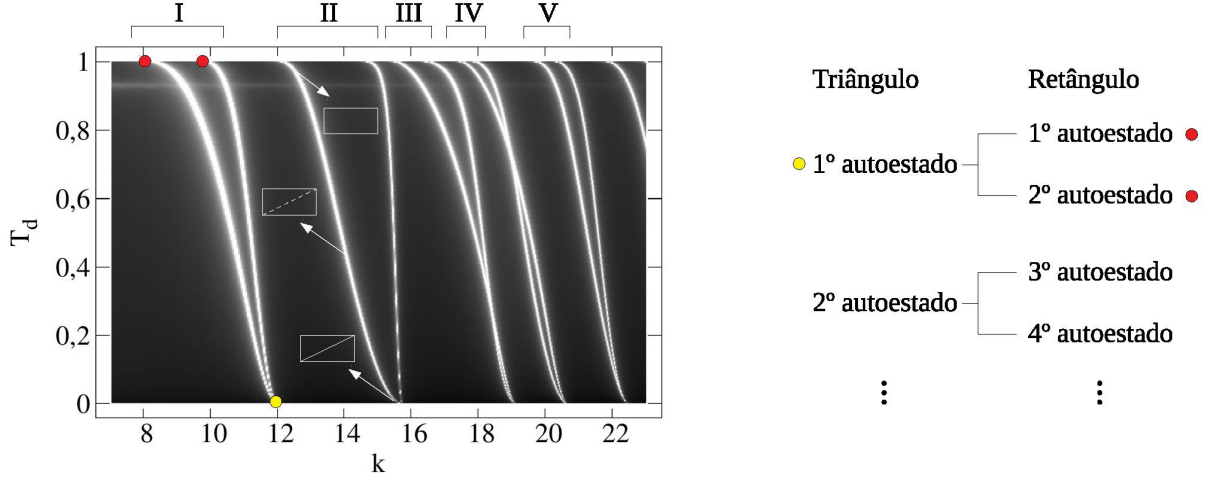 I II III IV V
1
0,8
0,6
0,4
0,2
0
T_d
8 10 12 14 16 18 20 22
k
Triângulo Retângulo
1º autoestado
1º autoestado
2º autoestado
2º autoestado
3º autoestado
4º autoestado